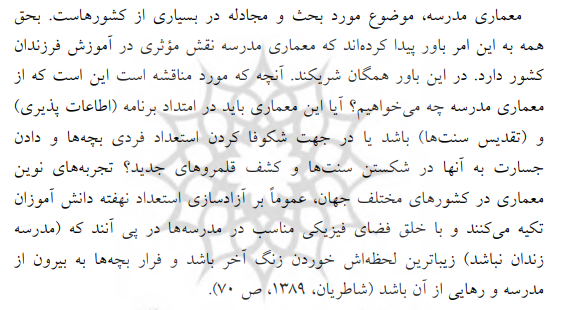 معماری مدرسه، موضوع مورد بحث و مجادله در بسیاری از کشورهاست. بحق
همه به این امر باور پیدا کرده‌اند که معماری مدرسه نقش مؤثری در آموزش فرزندان
کشور دارد. در این باور همگان شریکند. آنچه که مورد مناقشه است این است که از
معماری مدرسه چه می‌خواهیم؟ آیا این معماری باید در امتداد برنامه (اطاعات پذیری)
و (تقدیس سنت‌ها) باشد یا در جهت شکوفا کردن استعداد فردی بچه‌ها و دادن
جسارت به آنها در شکستن سنت‌ها و کشف قلمروهای جدید؟ تجربه‌های نوین
معماری در کشورهای مختلف جهان، عموماً بر آزادسازی استعداد نهفته دانش آموزان
تکیه می‌کنند و با خلق فضای فیزیکی مناسب در مدرسه‌ها در پی آنند که (مدرسه
زندان نباشد) زیباترین لحظه‌اش خوردن زنگ آخر باشد و فرار بچه‌ها به بیرون از
مدرسه و رهایی از آن باشد (شاطریان، ۱۳۸۹، ص ۷۰).